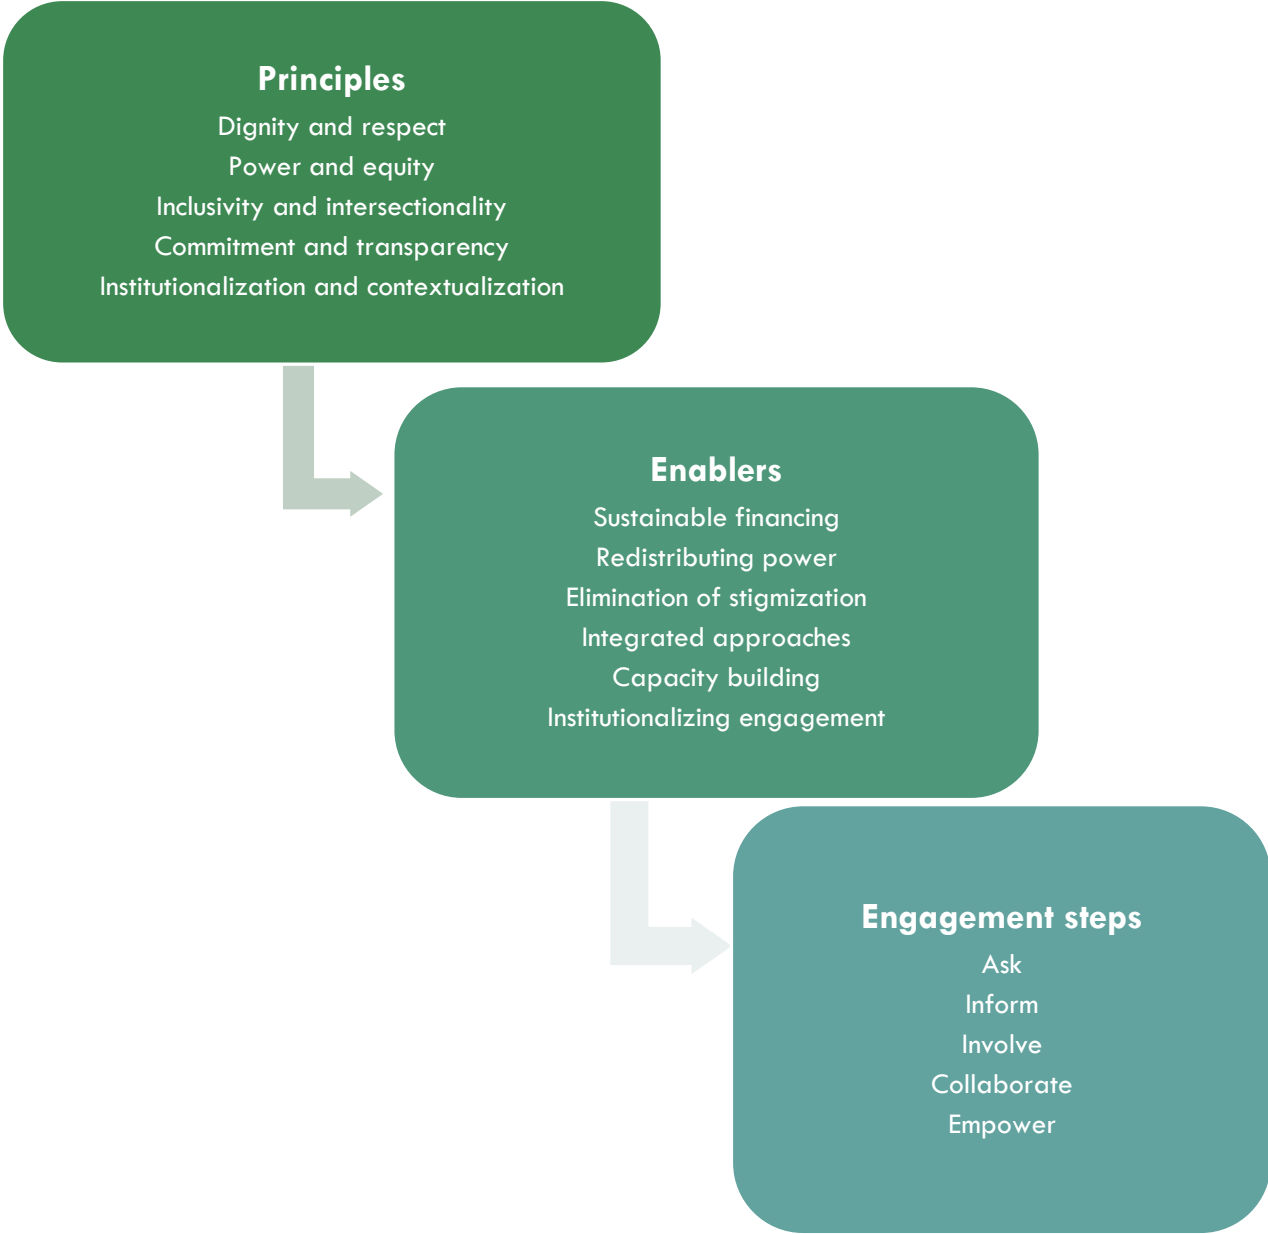 Principles
Dignity and respect
Power and equity
Inclusivity and intersectionality
Commitment and transparency
Institutionalization and contextualization
Enablers
Sustainable financing
Redistributing power
Elimination of stigmization
Integrated approaches
Capacity building
Institutionalizing engagement
Engagement steps
Ask
Inform
Involve
Collaborate
Empower